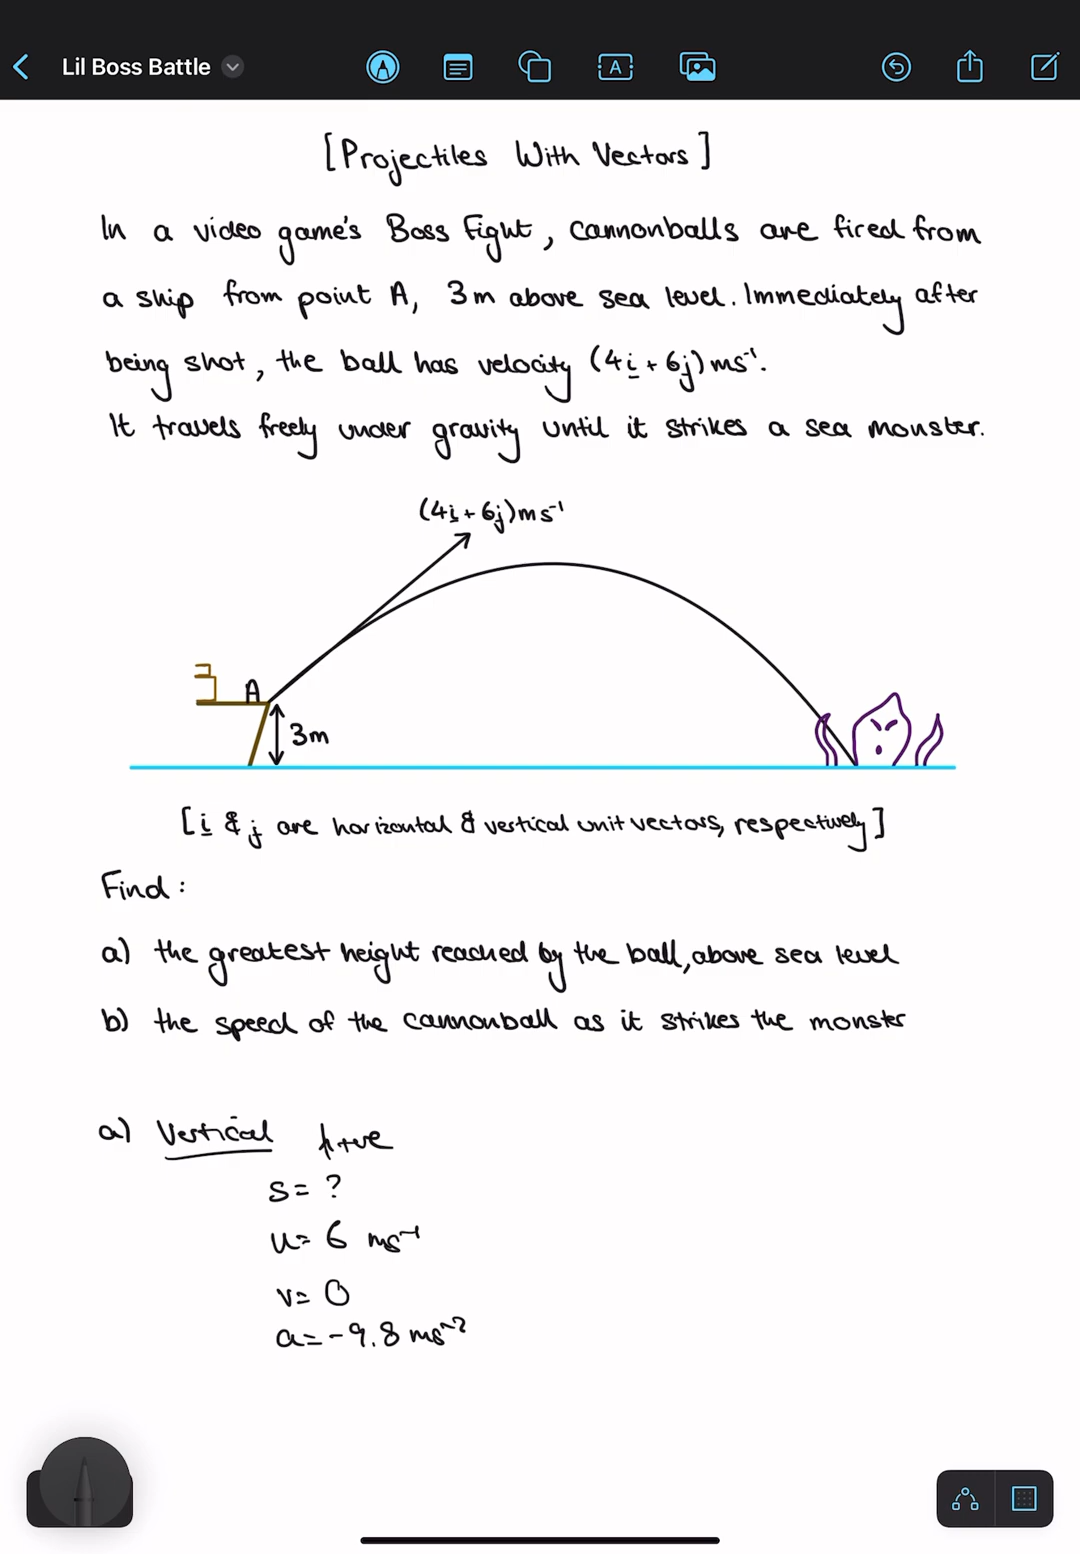 Lil Boss Battle
[Projectiles With Vectors]
In a video game's Boss Fight, cannonballs are fired from
a ship from point A, 3m above sea level. Immediately after
being shot, the ball has velocity (4i + 6j) ms⁻¹.
It travels freely under gravity until it strikes a sea monster.
(4i + 6j) ms⁻¹
A
3m
[i & j are horizontal & vertical unit vectors, respectively]
Find:
a) the greatest height reached by the ball, above sea level
b) the speed of the cannonball as it strikes the monster
a) Vertical ↑+ve
s = ?
u = 6 ms⁻¹
v = 0
a = -9.8 ms⁻²